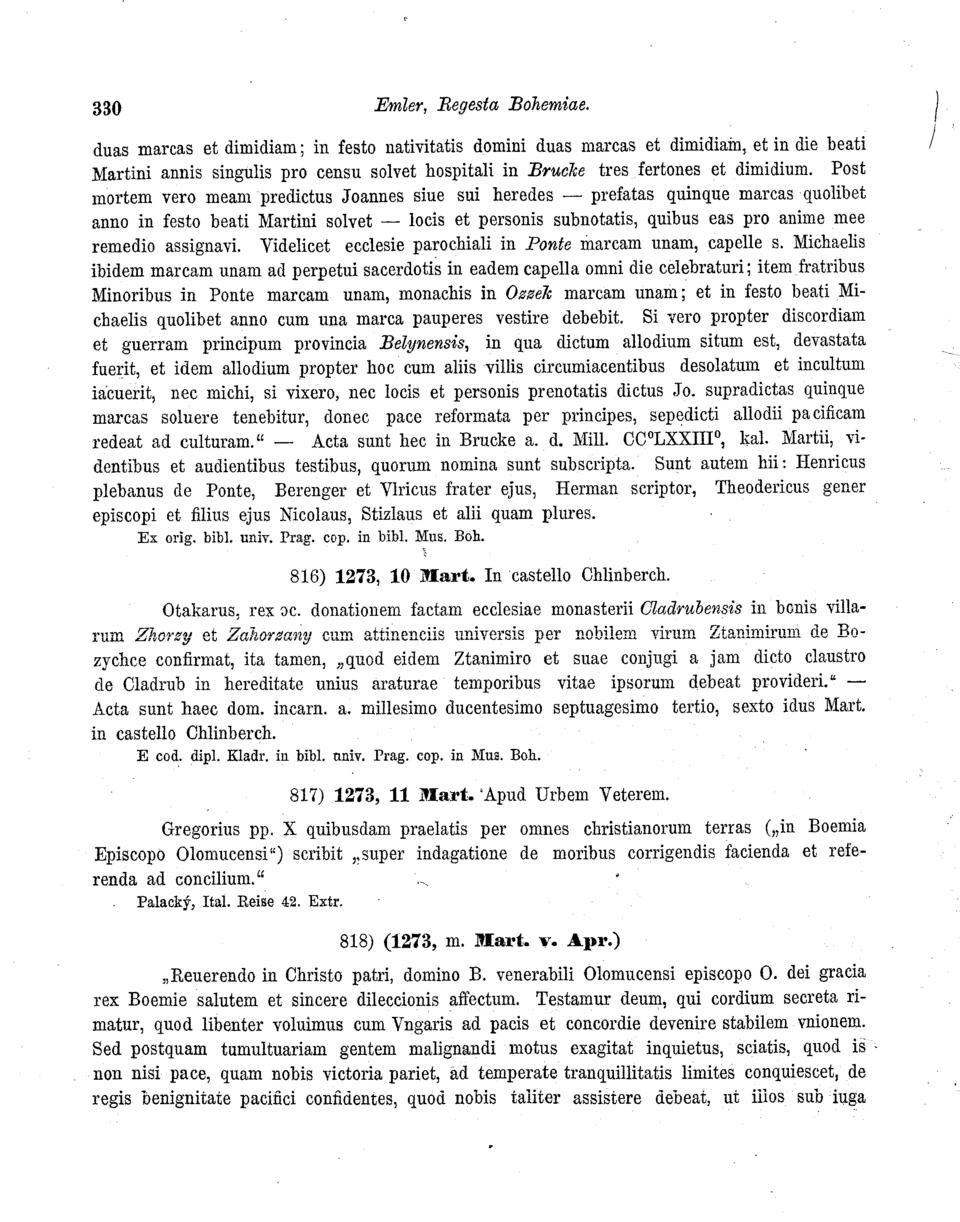 330 Emler, Regesta Bohemiae.
duas marcas et dimidiam; in festo nativitatis domini duas marcas et dimidiam, et in die beati
Martini annis singulis pro censu solvet hospitali in Brucke tres fertones et dimidium. Post
mortem vero meam predictus Joannes siue sui heredes — prefatas quinque marcas quolibet
anno in festo beati Martini solvet — locis et personis subnotatis, quibus eas pro anime mee
remedio assignavi. Videlicet ecclesie parochiali in Ponte marcam unam, capelle s. Michaelis
ibidem marcam unam ad perpetui sacerdotis in eadem capella omni die celebraturi; item fratribus
Minoribus in Ponte marcam unam, monachis in Ozzek marcam unam; et in festo beati Mi-
chaelis quolibet anno cum una marca pauperes vestire debebit. Si vero propter discordiam
et guerram principum provincia Belynensis, in qua dictum allodium situm est, devastata
fuerit, et idem allodium propter hoc cum aliis villis circumiacentibus desolatum et incultum
iacuerit, nec michi, si vixero, nec locis et personis prenotatis dictus Jo. supradictas quinque
marcas soluere tenebitur, donec pace reformata per principes, sepedicti allodii pacificam
redeat ad culturam.“ — Acta sunt hec in Brucke a. d. Mill. CC⁰LXXIII⁰, kal. Martii, vi-
dentibus et audientibus testibus, quorum nomina sunt subscripta. Sunt autem hii: Henricus
plebanus de Ponte, Berenger et Vlricus frater ejus, Herman scriptor, Theodericus gener
episcopi et filius ejus Nicolaus, Stizlaus et alii quam plures.
Ex orig. bibl. univ. Prag. cop. in bibl. Mus. Boh.
816) 1273, 10 Mart. In castello Chlinberch.
Otakarus, rex ɔc. donationem factam ecclesiae monasterii Cladrubensis in bonis villa-
rum Zhorzy et Zahorzany cum attinenciis universis per nobilem virum Ztanimirum de Bo-
zychce confirmat, ita tamen, „quod eidem Ztanimiro et suae conjugi a jam dicto claustro
de Cladrub in hereditate unius araturae temporibus vitae ipsorum debeat provideri.“ —
Acta sunt haec dom. incarn. a. millesimo ducentesimo septuagesimo tertio, sexto idus Mart.
in castello Chlinberch.
E cod. dipl. Kladr. in bibl. univ. Prag. cop. in Mus. Boh.
817) 1273, 11 Mart. Apud Urbem Veterem.
Gregorius pp. X quibusdam praelatis per omnes christianorum terras („in Boemia
Episcopo Olomucensi“) scribit „super indagatione de moribus corrigendis facienda et refe-
renda ad concilium.“
Palacký, Ital. Reise 42. Extr.
818) (1273, m. Mart. v. Apr.)
„Reuerendo in Christo patri, domino B. venerabili Olomucensi episcopo O. dei gracia
rex Boemie salutem et sincere dileccionis affectum. Testamur deum, qui cordium secreta ri-
matur, quod libenter voluimus cum Vngaris ad pacis et concordie devenire stabilem vnionem.
Sed postquam tumultuariam gentem malignandi motus exagitat inquietus, sciatis, quod is
non nisi pace, quam nobis victoria pariet, ad temperate tranquillitatis limites conquiescet, de
regis benignitate pacifici confidentes, quod nobis taliter assistere debeat, ut illos sub iuga